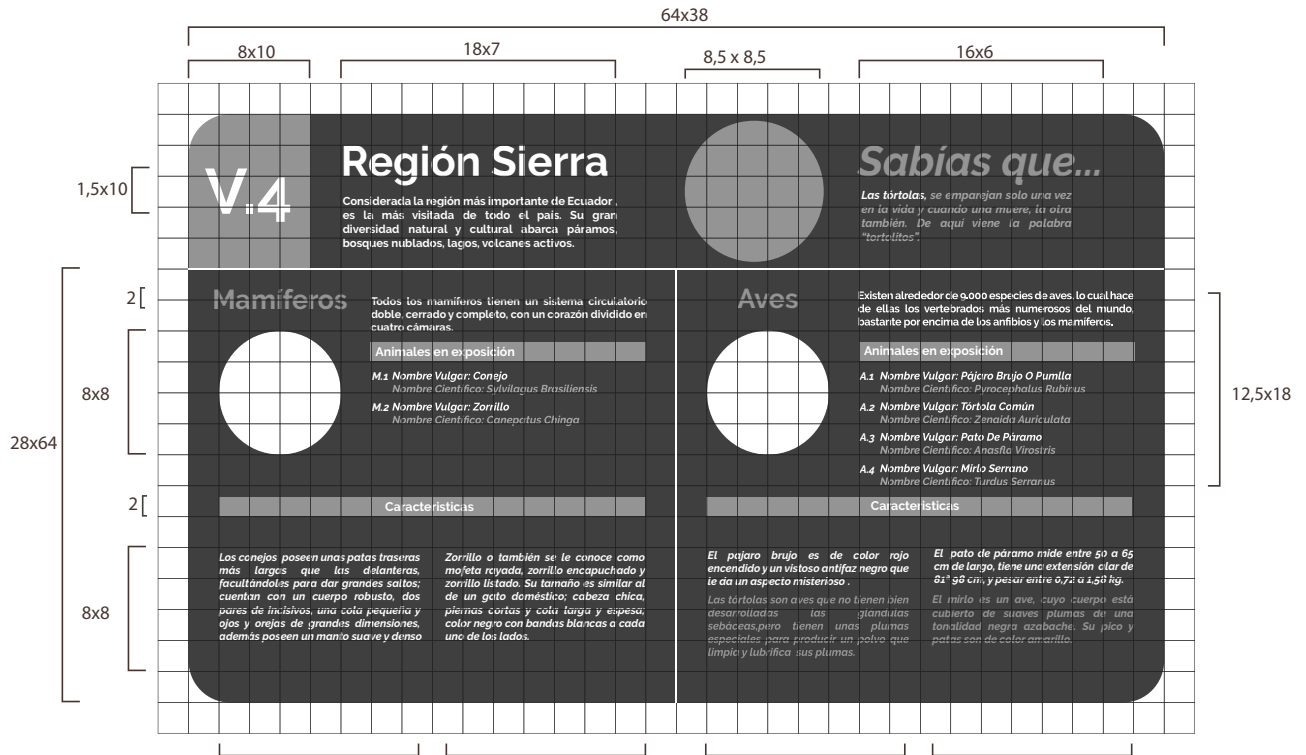 64x38
8x10
18x7
8,5 x 8,5
16x6
1,5x10
V.4
Región Sierra
Considerada la región más importante de Ecuador ,
es la más visitada de todo el país. Su gran
diversidad natural y cultural abarca páramos,
bosques nublados, lagos, volcanes activos.
Sabías que...
Las tórtolas, se emparejan solo una vez
en la vida y cuando una muere, la otra
también. De aquí viene la palabra
"tortolitos".
28x64
2
8x8
2
8x8
12,5x18
Mamíferos
Todos los mamíferos tienen un sistema circulatorio
doble, cerrado y completo, con un corazón dividido en
cuatro cámaras.
Animales en exposición
M.1 Nombre Vulgar: Conejo
Nombre Científico: Sylvilagus Brasiliensis
M.2 Nombre Vulgar: Zorrillo
Nombre Científico: Canepatus Chinga
Caracteristicas
Los conejos poseen unas patas traseras
más largas que las delanteras,
facultándoles para dar grandes saltos;
cuentan con un cuerpo robusto, dos
pares de incisivos, una cola pequeña y
ojos y orejas de grandes dimensiones,
además poseen un manto suave y denso
Zorrillo o también se le conoce como
mofeta rayada, zorrillo encapuchado y
zorrillo listado. Su tamaño es similar al
de un gato doméstico; cabeza chica,
piernas cortas y cola larga y espesa;
color negro con bandas blancas a cada
uno de los lados.
Aves
Existen alrededor de 9.000 especies de aves, lo cual hace
de ellas los vertebrados más numerosos del mundo,
bastante por encima de los anfibios y los mamíferos.
Animales en exposición
A.1 Nombre Vulgar: Pájaro Brujo O Pumlla
Nombre Científico: Pyrocephalus Rubinus
A.2 Nombre Vulgar: Tórtola Común
Nombre Científico: Zenaida Auriculata
A.3 Nombre Vulgar: Pato De Páramo
Nombre Científico: Anasfla Virostris
A.4 Nombre Vulgar: Mirlo Serrano
Nombre Científico: Turdus Serranus
Caracteristicas
El pajaro brujo es de color rojo
encendido y un vistoso antifaz negro que
le da un aspecto misterioso .
Las tórtolas son aves que no tienen bien
desarrolladas las glandulas
sebáceas,pero tienen unas plumas
especiales para producir un polvo que
limpia y lubrifica sus plumas.
El pato de páramo mide entre 50 a 65
cm de largo, tiene una extensión alar de
81ª 98 cm, y pesar entre 0,72 a 1,58 kg.
El mirlo es un ave, cuyo cuerpo está
cubierto de suaves plumas de una
tonalidad negra azabache. Su pico y
patas son de color amarillo.